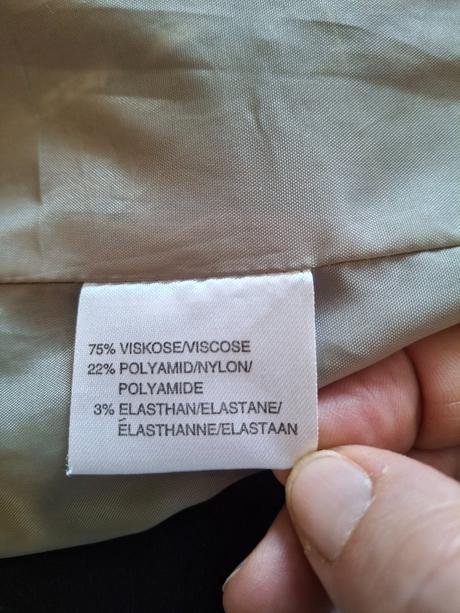 75% VISKOSE/VISCOSE
22% POLYAMID/NYLON/
POLYAMIDE
3% ELASTHAN/ELASTANE/
ÉLASTHANNE/ELASTAAN